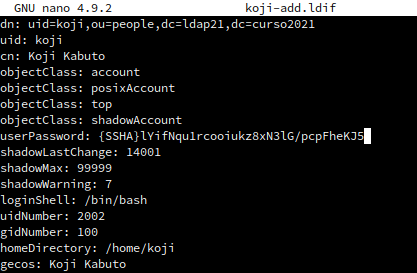 GNU nano 4.9.2 koji-add.ldif
dn: uid=koji,ou=people,dc=ldap21,dc=curso2021
uid: koji
cn: Koji Kabuto
objectClass: account
objectClass: posixAccount
objectClass: top
objectClass: shadowAccount
userPassword: {SSHA}lYifNqu1rcooiukz8xN3lG/pcpFheKJ5
shadowLastChange: 14001
shadowMax: 99999
shadowWarning: 7
loginShell: /bin/bash
uidNumber: 2002
gidNumber: 100
homeDirectory: /home/koji
gecos: Koji Kabuto